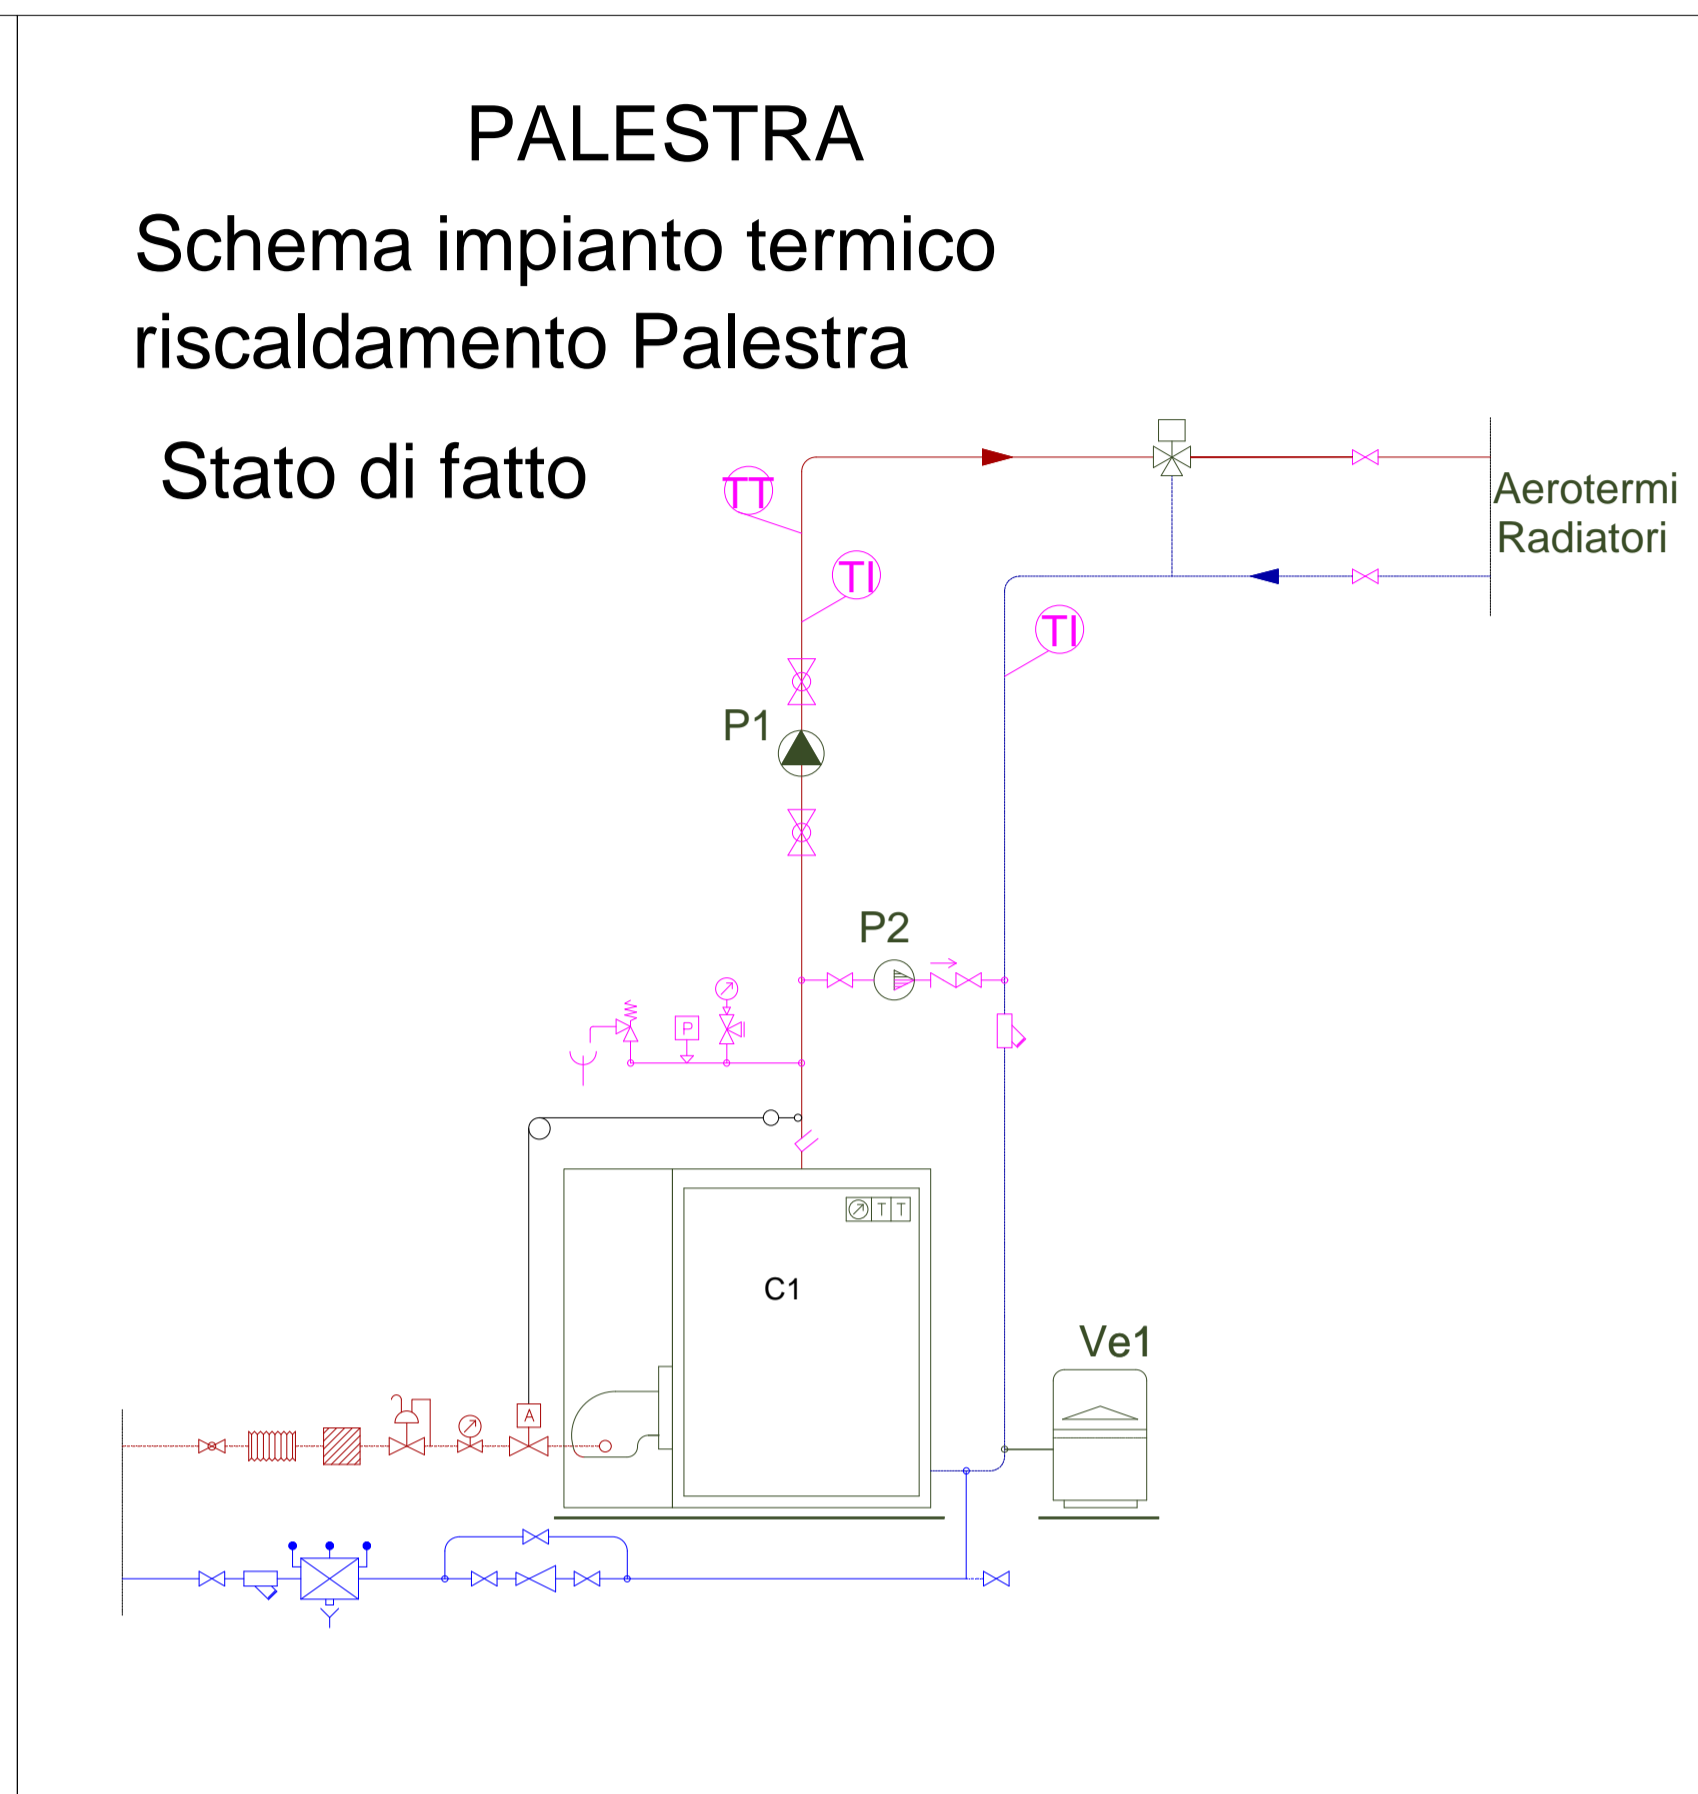 PALESTRA
Schema impianto termico
riscaldamento Palestra
Stato di fatto
Aerotermi
Radiatori
TT
TI
TI
P1
P2
P
T T
C1
Ve1
A